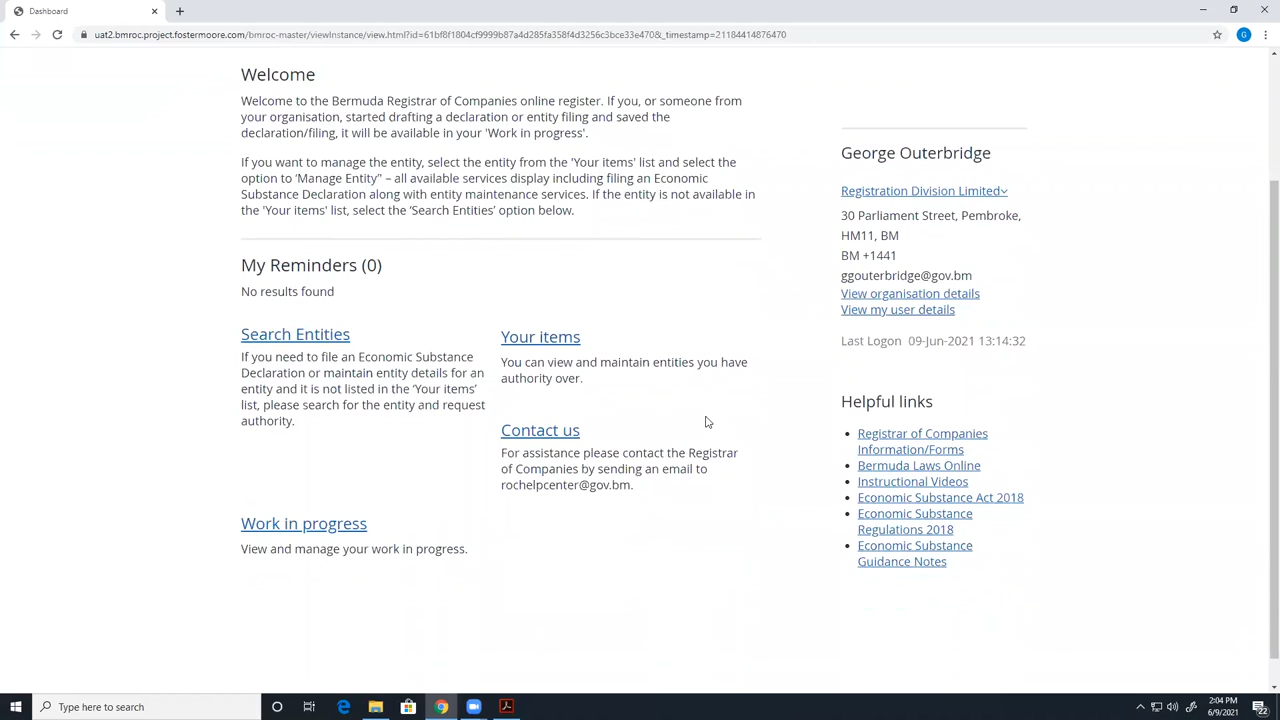 Dashboard
uat2.bmroc.project.fostermoore.com/bmroc-master/viewInstance/view.html?id=61bf8f1804cf9999b87a4d285fa358f4d3256c3bce33e470&_timestamp=21184414876470
G
Welcome
Welcome to the Bermuda Registrar of Companies online register. If you, or someone from
your organisation, started drafting a declaration or entity filing and saved the
declaration/filing, it will be available in your 'Work in progress'.
If you want to manage the entity, select the entity from the 'Your items' list and select the
option to ‘Manage Entity” – all available services display including filing an Economic
Substance Declaration along with entity maintenance services. If the entity is not available in
the 'Your items' list, select the ‘Search Entities’ option below.
My Reminders (0)
No results found
Search Entities
If you need to file an Economic Substance
Declaration or maintain entity details for an
entity and it is not listed in the ‘Your items’
list, please search for the entity and request
authority.
Your items
You can view and maintain entities you have
authority over.
Contact us
For assistance please contact the Registrar
of Companies by sending an email to
rochelpcenter@gov.bm.
Work in progress
View and manage your work in progress.
George Outerbridge
Registration Division Limited
30 Parliament Street, Pembroke,
HM11, BM
BM +1441
ggouterbridge@gov.bm
View organisation details
View my user details
Last Logon 09-Jun-2021 13:14:32
Helpful links
Registrar of Companies
Information/Forms
Bermuda Laws Online
Instructional Videos
Economic Substance Act 2018
Economic Substance
Regulations 2018
Economic Substance
Guidance Notes
Type here to search
2:04 PM
6/9/2021
22